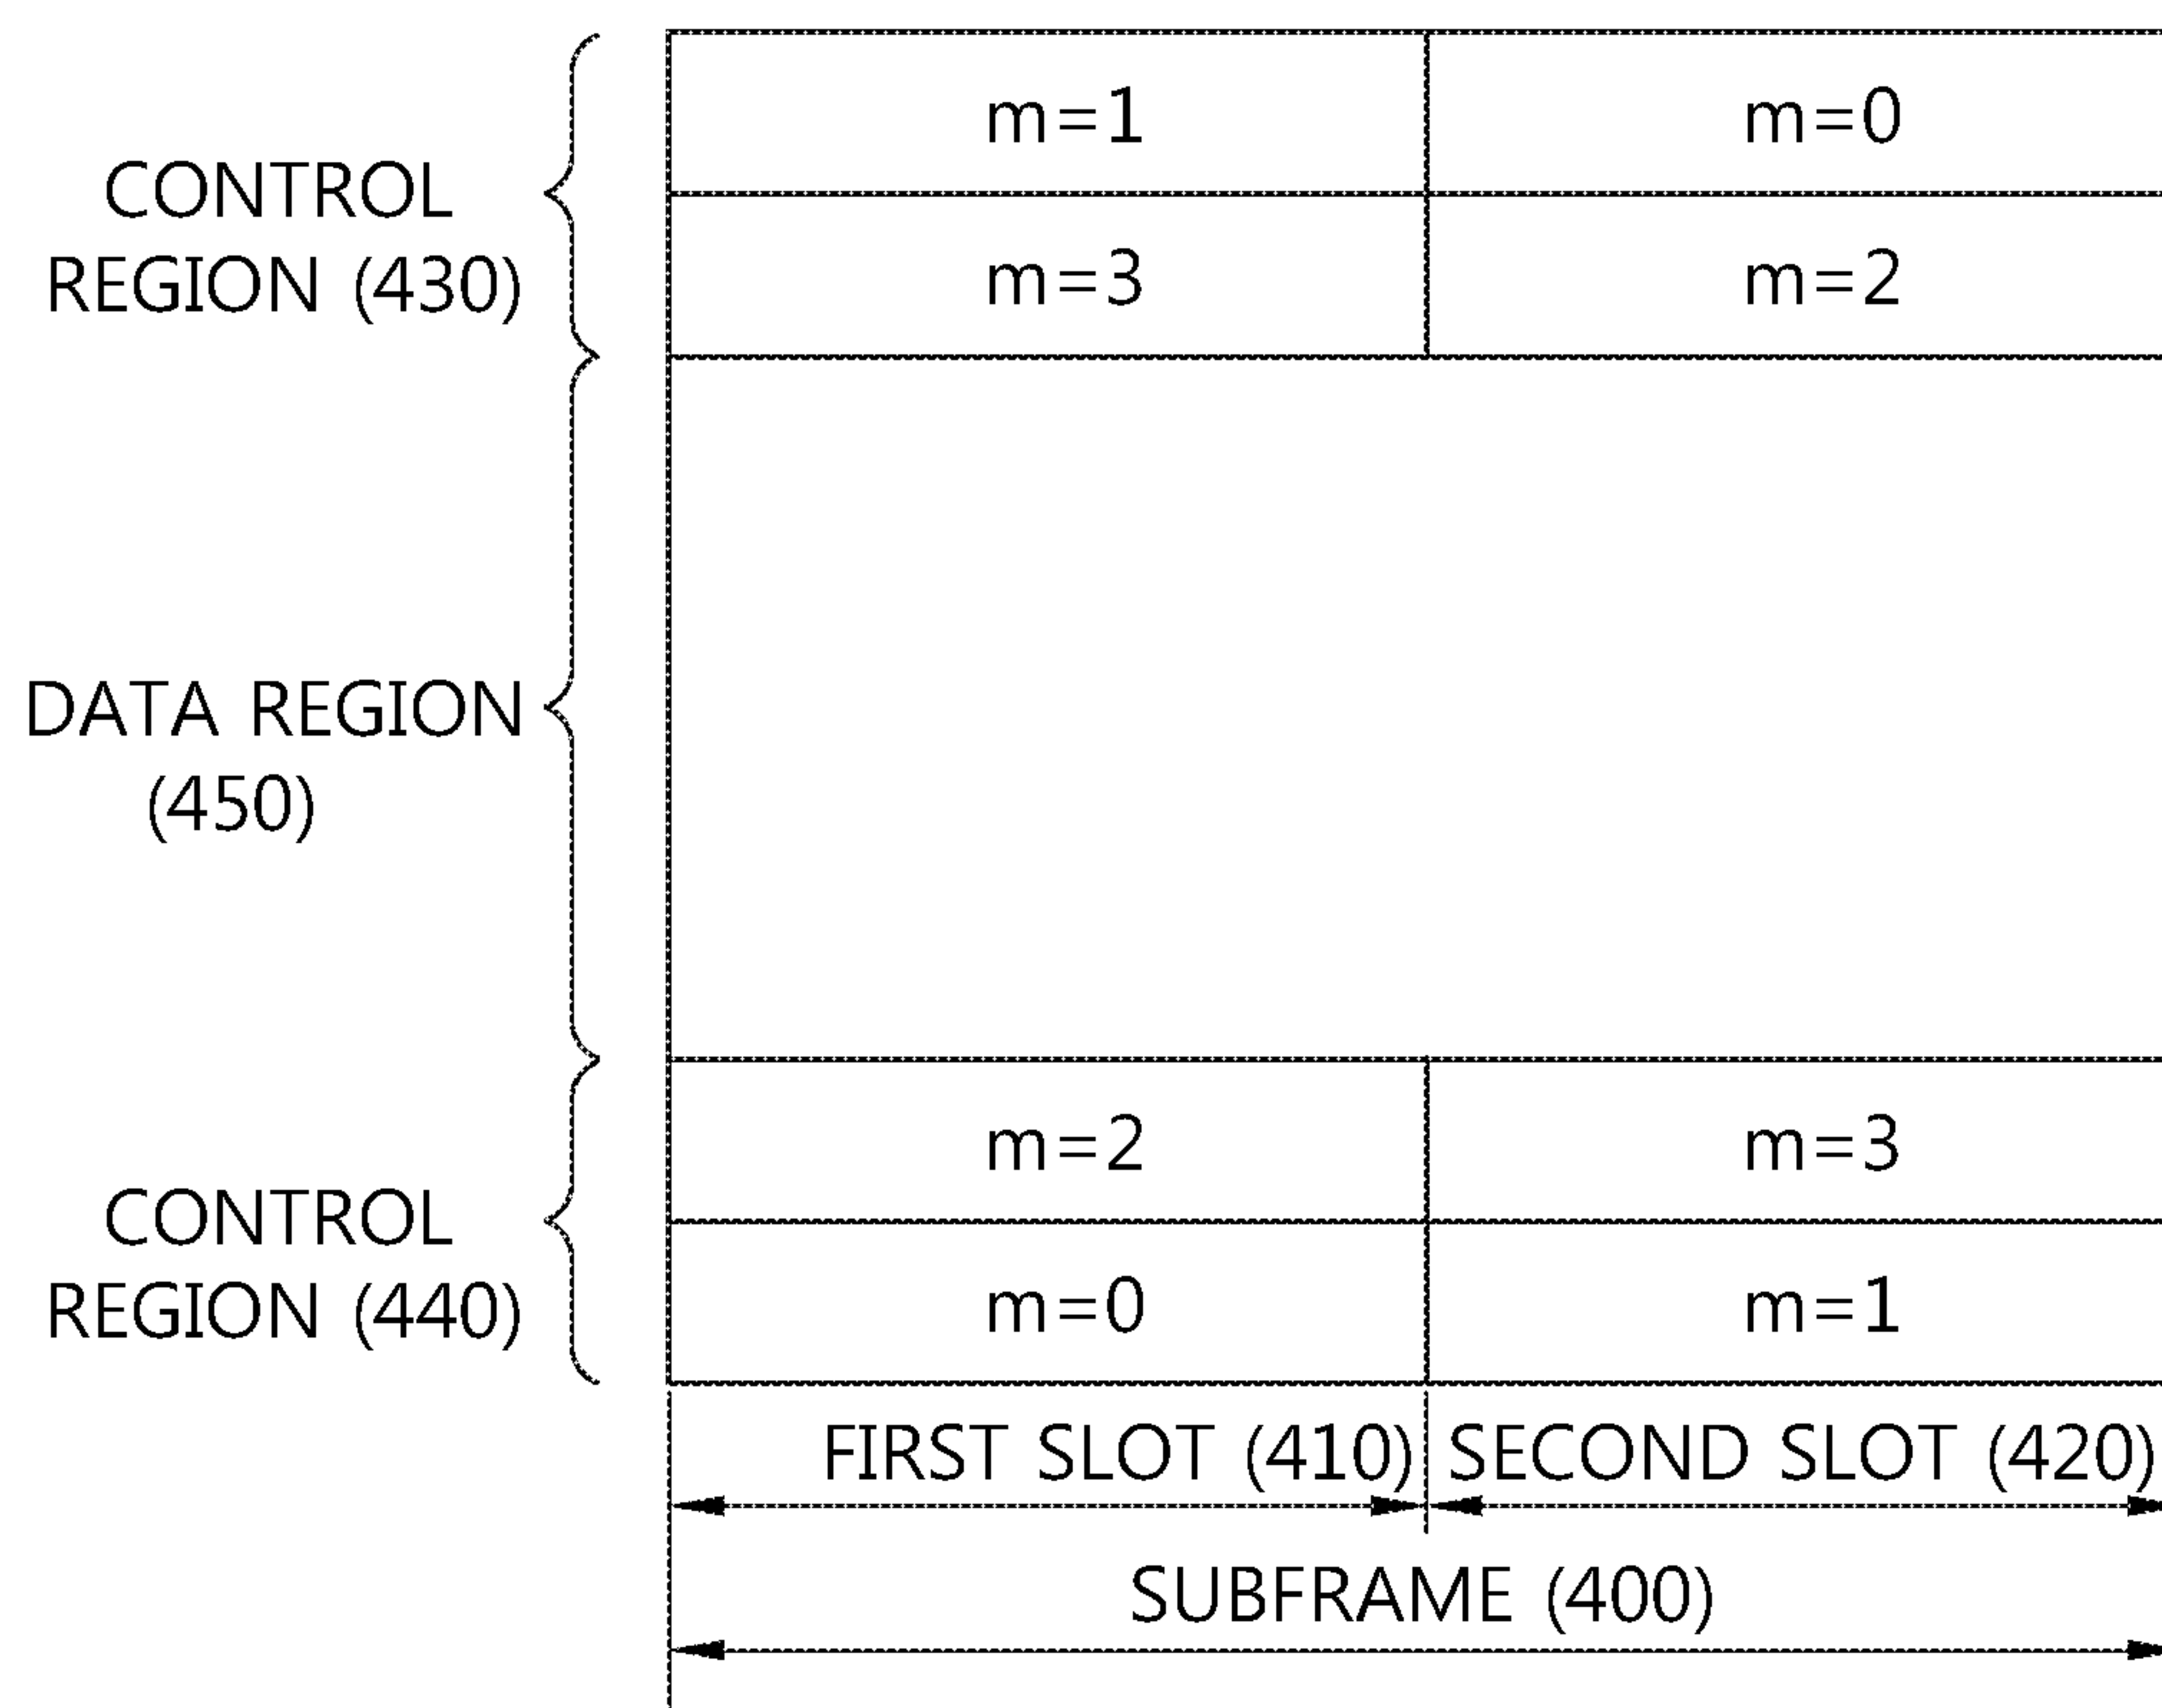 m=1 m=0
CONTROL
REGION (430)
m=3 m=2
DATA REGION
(450)
m=2 m=3
CONTROL
REGION (440)
m=0 m=1
FIRST SLOT (410) SECOND SLOT (420)
SUBFRAME (400)